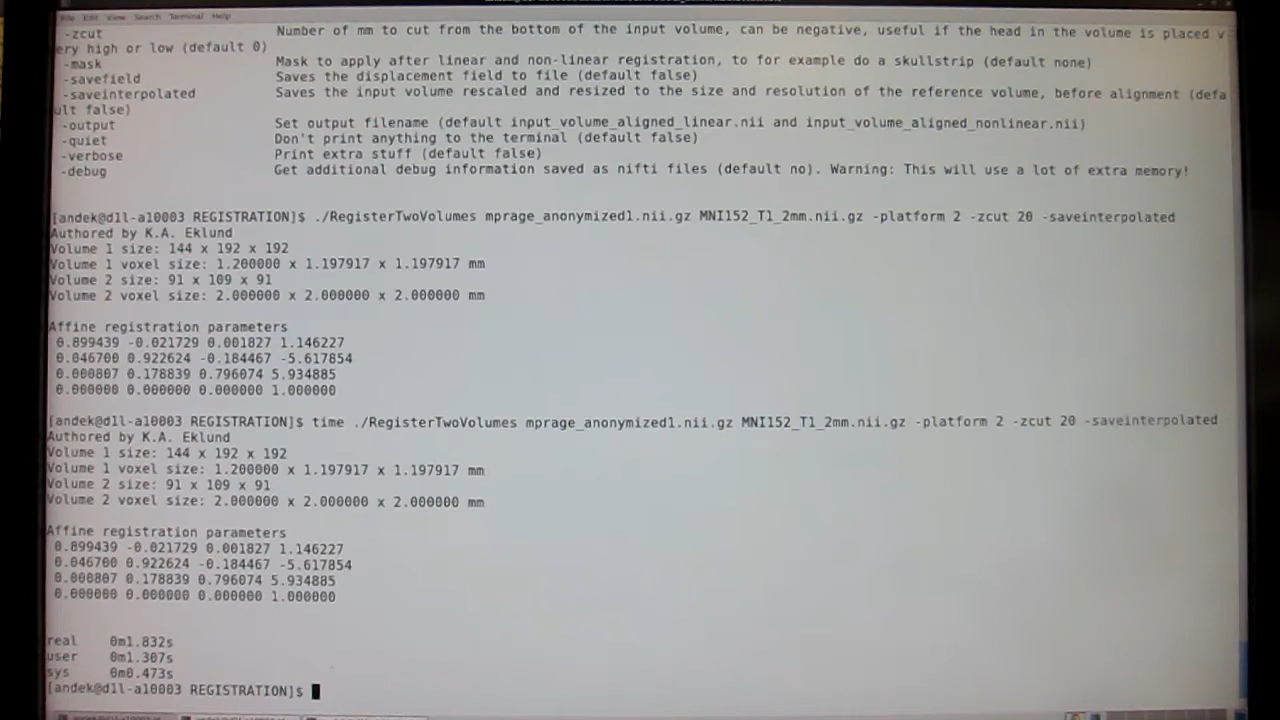 File Edit View Search Terminal Help
-zcut Number of mm to cut from the bottom of the input volume, can be negative, useful if the head in the volume is placed v
ery high or low (default 0)
-mask Mask to apply after linear and non-linear registration, to for example do a skullstrip (default none)
-savefield Saves the displacement field to file (default false)
-saveinterpolated Saves the input volume rescaled and resized to the size and resolution of the reference volume, before alignment (defa
ult false)
-output Set output filename (default input_volume_aligned_linear.nii and input_volume_aligned_nonlinear.nii)
-quiet Don't print anything to the terminal (default false)
-verbose Print extra stuff (default false)
-debug Get additional debug information saved as nifti files (default no). Warning: This will use a lot of extra memory!
[andek@dll-a10003 REGISTRATION]$ ./RegisterTwoVolumes mprage_anonymized1.nii.gz MNI152_T1_2mm.nii.gz -platform 2 -zcut 20 -saveinterpolated
Authored by K.A. Eklund
Volume 1 size: 144 x 192 x 192
Volume 1 voxel size: 1.200000 x 1.197917 x 1.197917 mm
Volume 2 size: 91 x 109 x 91
Volume 2 voxel size: 2.000000 x 2.000000 x 2.000000 mm
Affine registration parameters
0.899439 -0.021729 0.001827 1.146227
0.046700 0.922624 -0.184467 -5.617854
0.000807 0.178839 0.796074 5.934885
0.000000 0.000000 0.000000 1.000000
[andek@dll-a10003 REGISTRATION]$ time ./RegisterTwoVolumes mprage_anonymized1.nii.gz MNI152_T1_2mm.nii.gz -platform 2 -zcut 20 -saveinterpolated
Authored by K.A. Eklund
Volume 1 size: 144 x 192 x 192
Volume 1 voxel size: 1.200000 x 1.197917 x 1.197917 mm
Volume 2 size: 91 x 109 x 91
Volume 2 voxel size: 2.000000 x 2.000000 x 2.000000 mm
Affine registration parameters
0.899439 -0.021729 0.001827 1.146227
0.046700 0.922624 -0.184467 -5.617854
0.000807 0.178839 0.796074 5.934885
0.000000 0.000000 0.000000 1.000000
real 0m1.832s
user 0m1.307s
sys 0m0.473s
[andek@dll-a10003 REGISTRATION]$